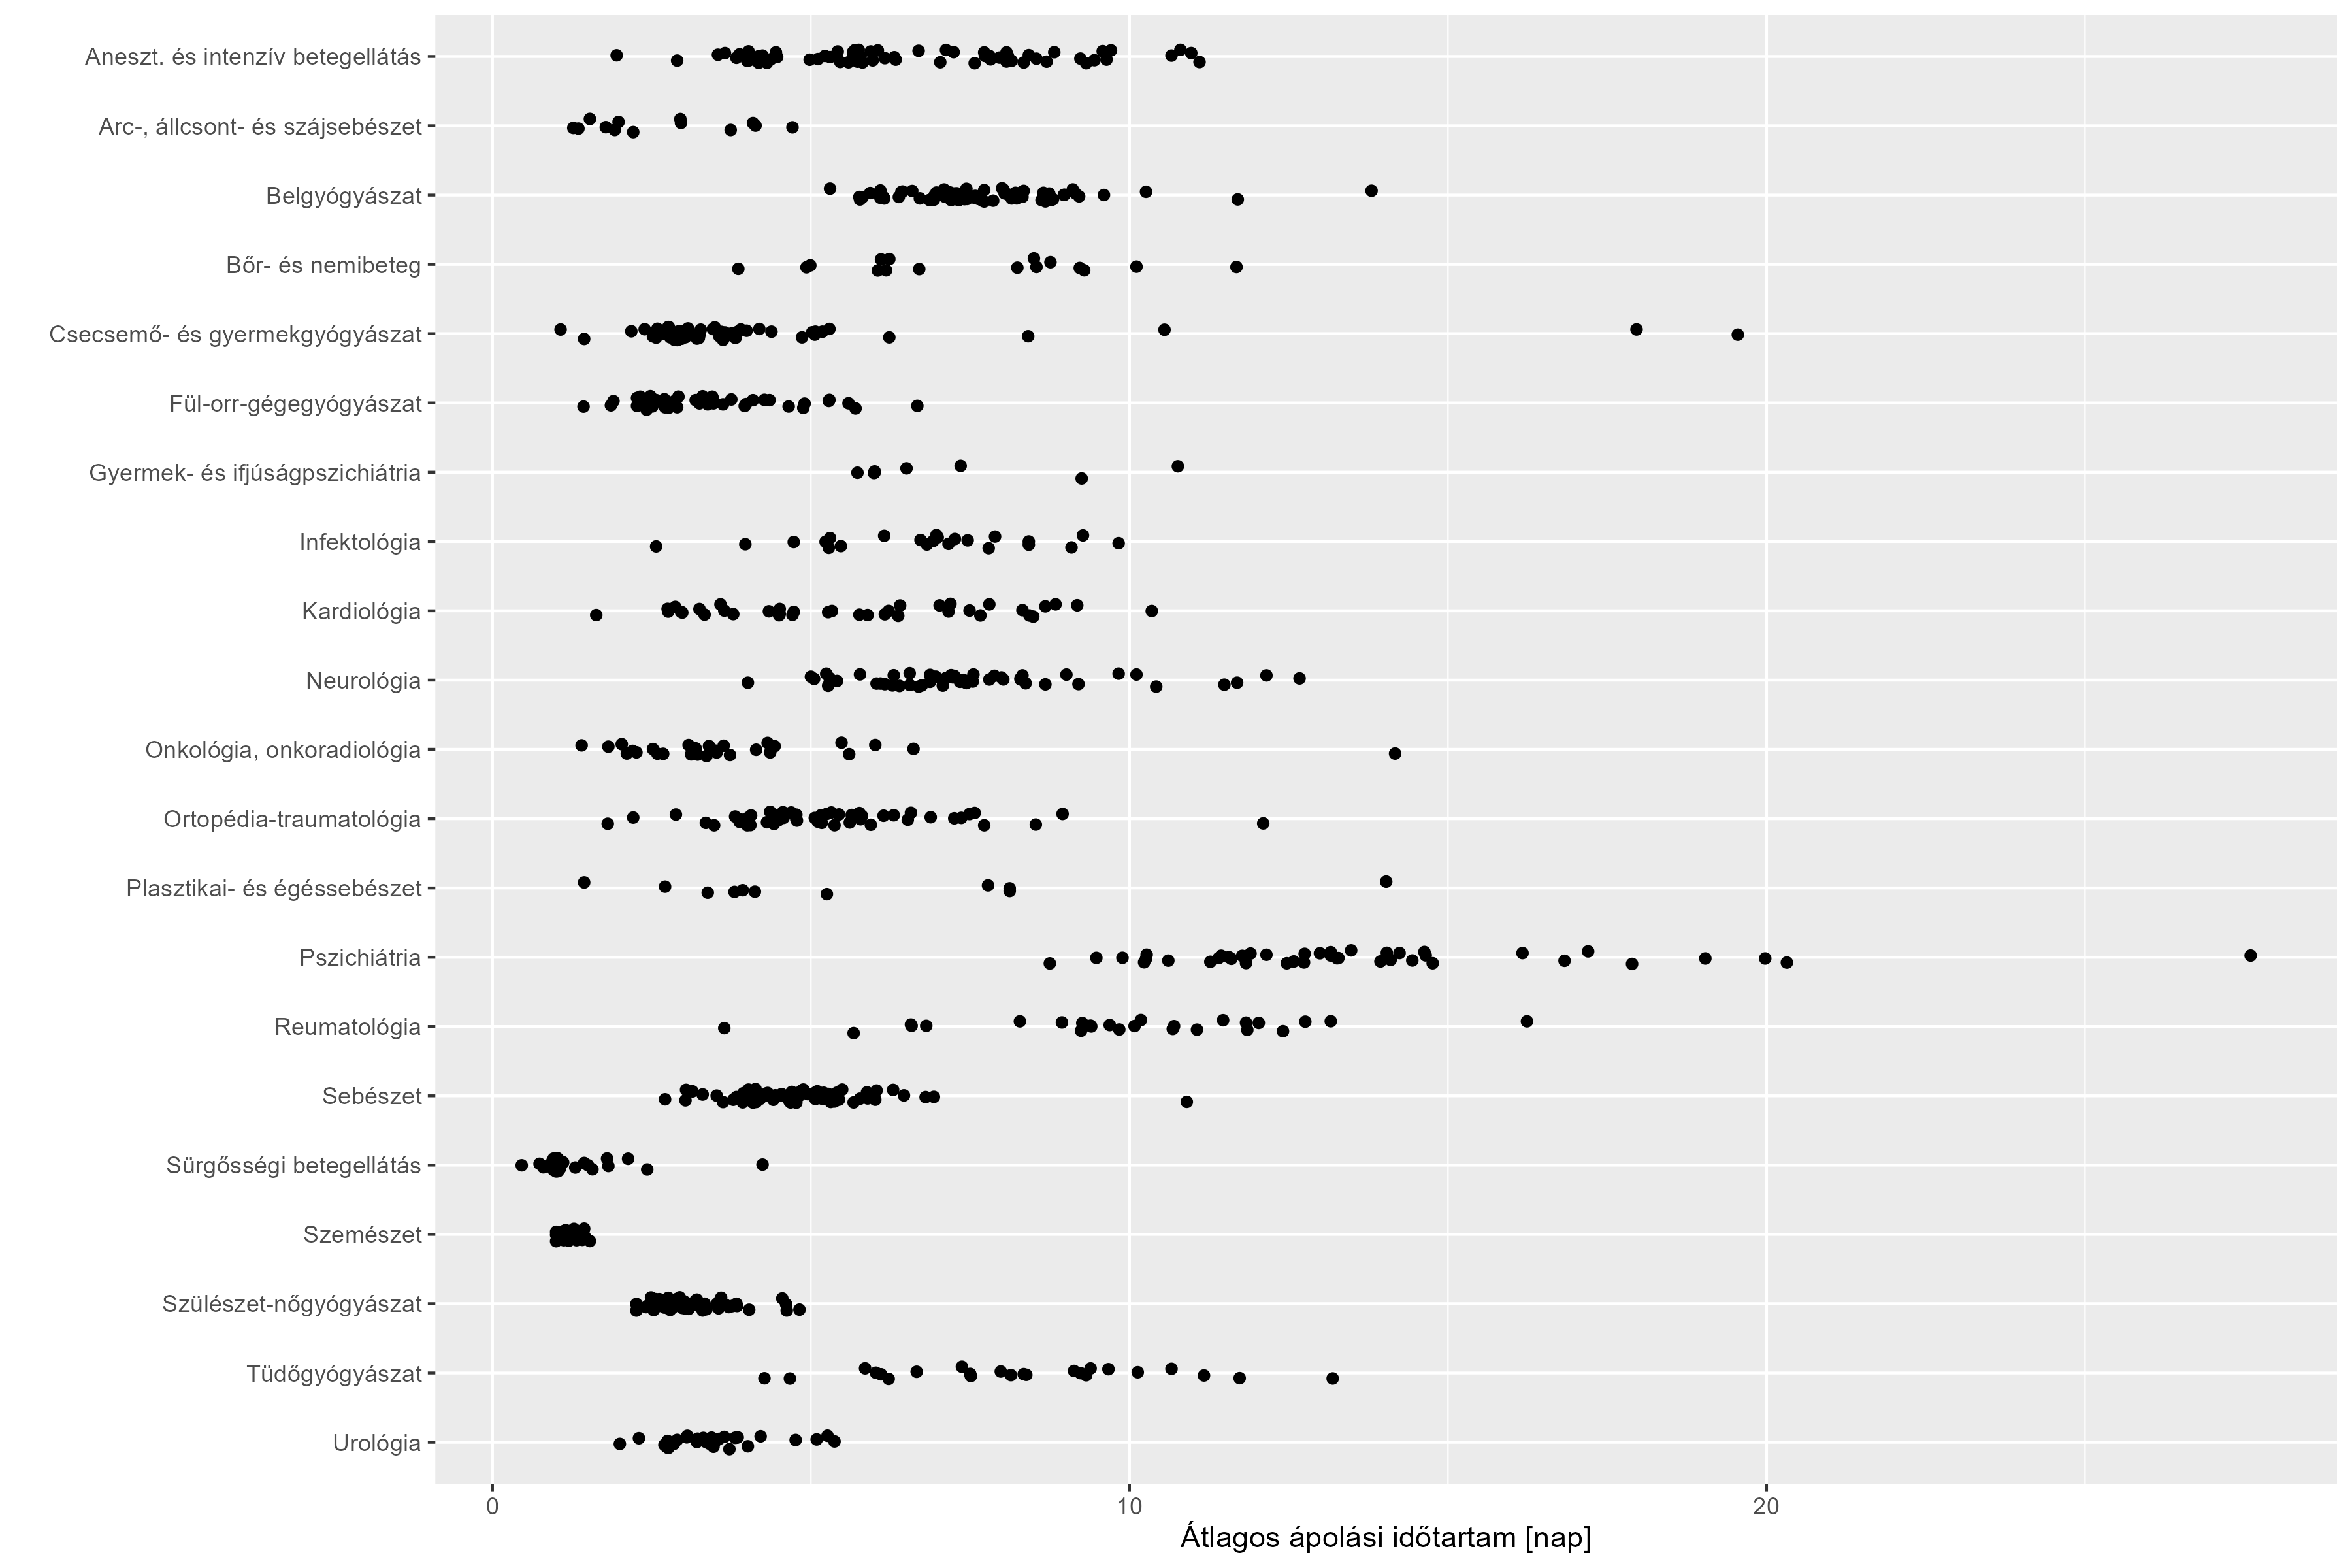 Aneszt. és intenzív betegellátás
Arc-, állcsont- és szájsebészet
Belgyógyászat
Bőr- és nemibeteg
Csecsemő- és gyermekgyógyászat
Fül-orr-gégegyógyászat
Gyermek- és ifjúságpszichiátria
Infektológia
Kardiológia
Neurológia
Onkológia, onkoradiológia
Ortopédia-traumatológia
Plasztikai- és égéssebészet
Pszichiátria
Reumatológia
Sebészet
Sürgősségi betegellátás
Szemészet
Szülészet-nőgyógyászat
Tüdőgyógyászat
Urológia
0 10 20
Átlagos ápolási időtartam [nap]